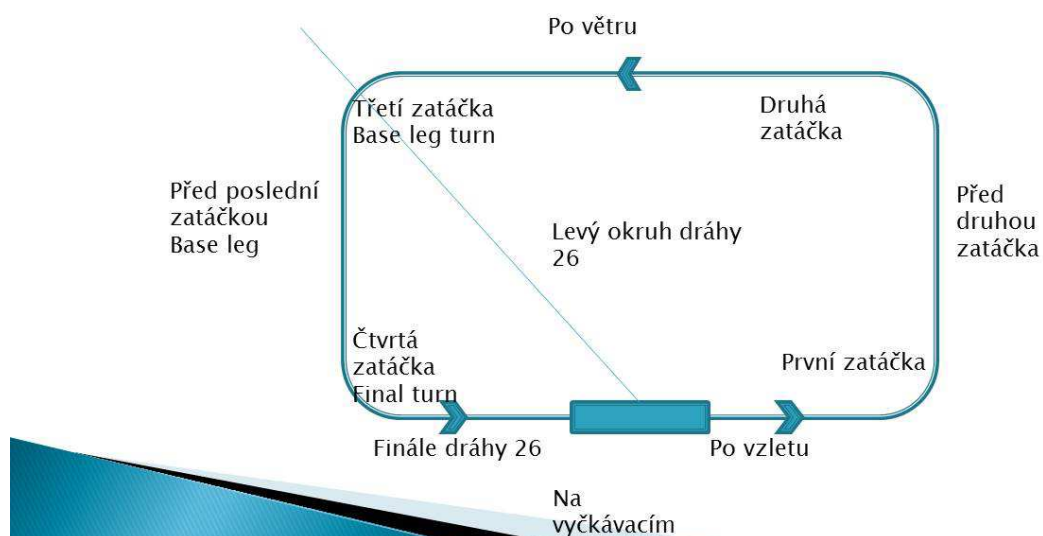 Po větru
Třetí zatáčka
Base leg turn
Druhá
zatáčka
Před poslední
zatáčkou
Base leg
Levý okruh dráhy
26
Před
druhou
zatáčka
Čtvrtá
zatáčka
Final turn
První zatáčka
Finále dráhy 26
Po vzletu
Na
vyčkávacím